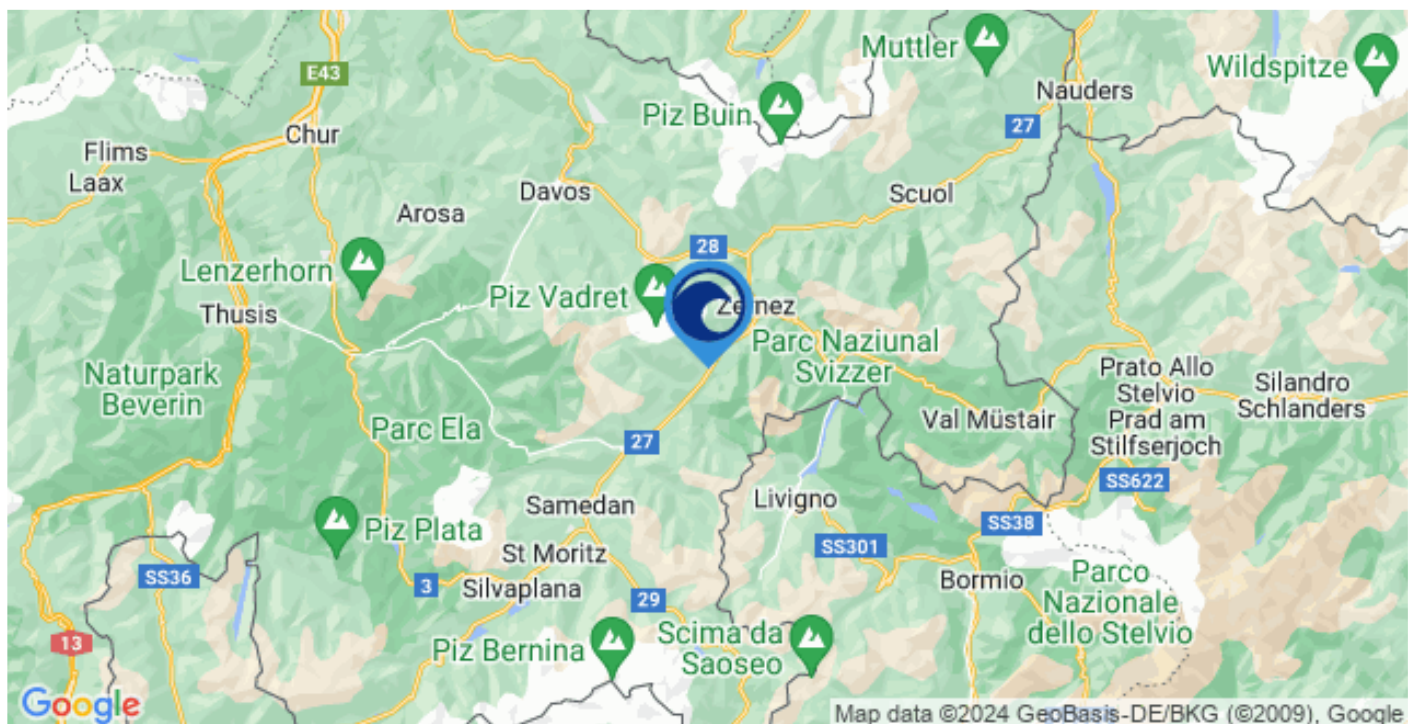 Muttler
Wildspitze
E43
Nauders
Piz Buin
27
Chur
Flims
Laax
Davos
Scuol
Arosa
28
Lenzerhorn
Piz Vadret
Zernez
Thusis
Parc Naziunal
Svizzer
Naturpark
Beverin
Prato Allo
Stelvio
Prad am
Stilfserjoch
Silandro
Schlanders
Val Müstair
Parc Ela
27
SS622
Samedan
Livigno
SS38
Piz Plata
St Moritz
SS301
SS36
3
Silvaplana
29
Bormio
Parco
Nazionale
dello Stelvio
13
Piz Bernina
Scima da
Saoseo
Google
Map data ©2024 GeoBasis-DE/BKG (©2009), Google